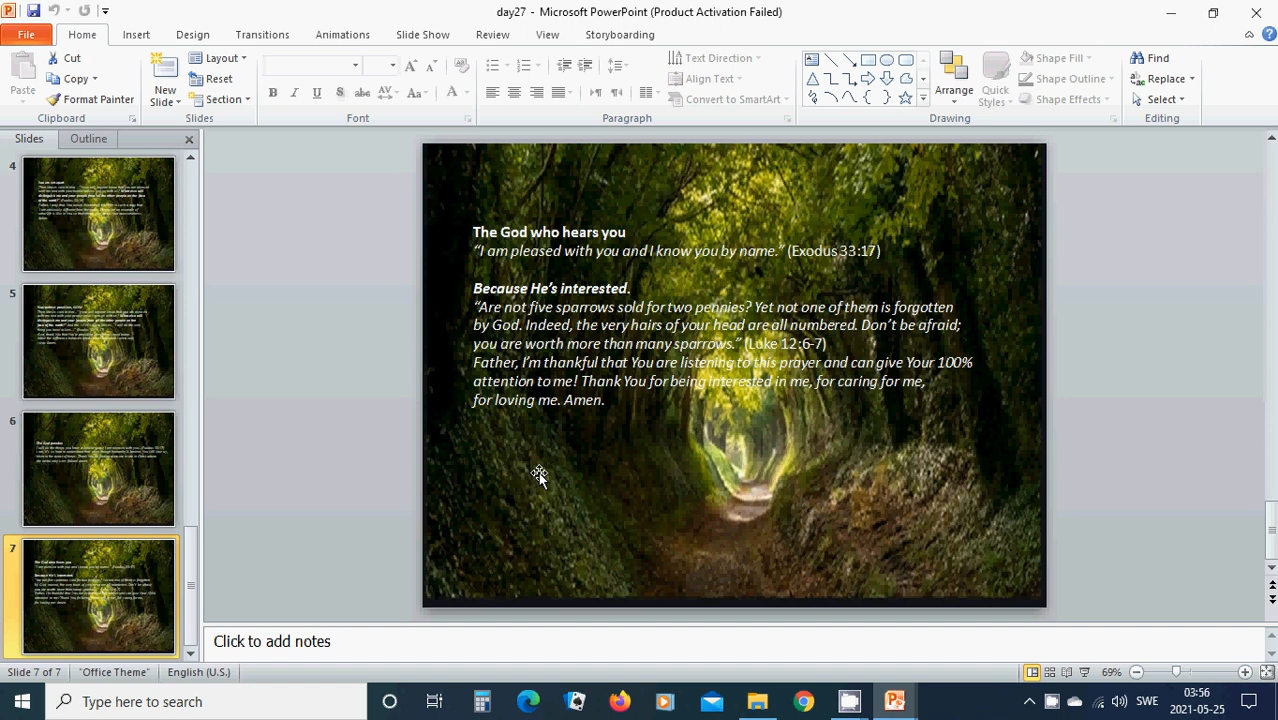 day27 - Microsoft PowerPoint (Product Activation Failed)
File Home Insert Design Transitions Animations Slide Show Review View Storyboarding
Paste
Cut
Copy
Format Painter
Clipboard
New Slide
Layout
Reset
Section
Slides
B I U S abc AV Aa A
Font
Text Direction
Align Text
Convert to SmartArt
Paragraph
Arrange
Quick Styles
Shape Fill
Shape Outline
Shape Effects
Drawing
Find
Replace
Select
Editing
Slides Outline
4
5
6
7
The God who hears you
“I am pleased with you and I know you by name.” (Exodus 33:17)
Because He’s interested.
“Are not five sparrows sold for two pennies? Yet not one of them is forgotten
by God. Indeed, the very hairs of your head are all numbered. Don’t be afraid;
you are worth more than many sparrows.” (Luke 12:6-7)
Father, I’m thankful that You are listening to this prayer and can give Your 100%
attention to me! Thank You for being interested in me, for caring for me,
for loving me. Amen.
Click to add notes
Slide 7 of 7 "Office Theme" English (U.S.) 69%
Type here to search
SWE
03:56
2021-05-25